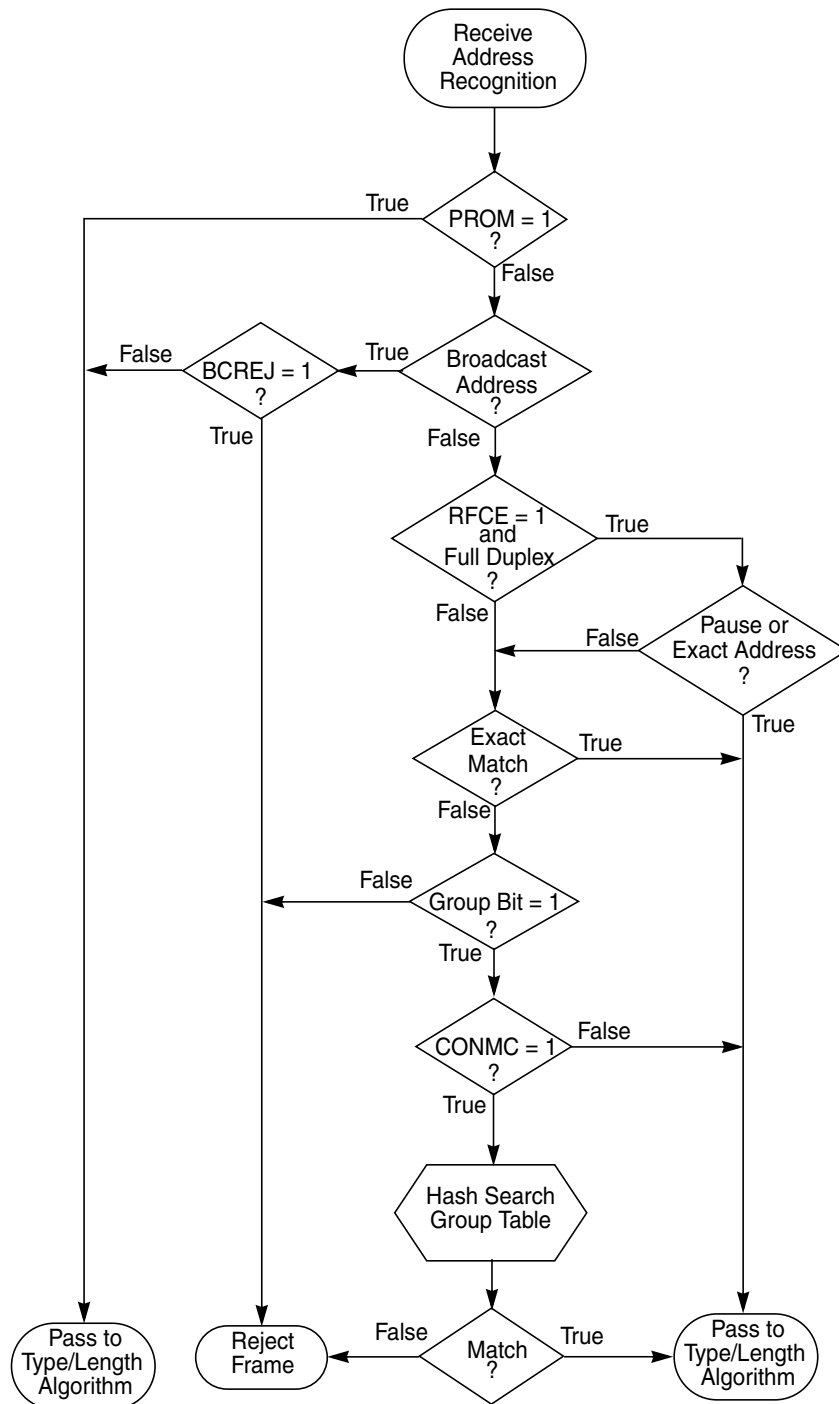 Receive
Address
Recognition
True
PROM = 1
?
False
False
BCREJ = 1
?
True
True
Broadcast
Address
?
False
RFCE = 1
and
Full Duplex
?
True
False
False
Pause or
Exact Address
?
True
Exact
Match
?
True
False
False
Group Bit = 1
?
True
CONMC = 1
?
False
True
Hash Search
Group Table
Pass to
Type/Length
Algorithm
Reject
Frame
False
Match
?
True
Pass to
Type/Length
Algorithm